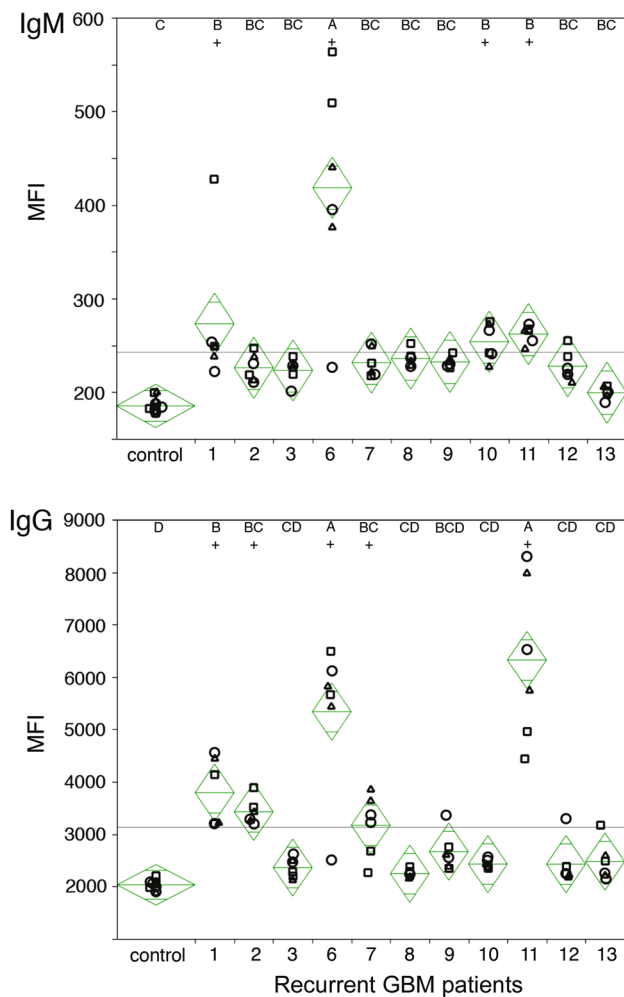 IgM
600
C B BC BC A BC BC BC B B BC BC
+ + + +
500
MFI
400
300
200
control 1 2 3 6 7 8 9 10 11 12 13
IgG
9000
D B BC CD A BC CD BCD CD A CD CD
+ + + + +
8000
7000
6000
MFI
5000
4000
3000
2000
control 1 2 3 6 7 8 9 10 11 12 13
Recurrent GBM patients